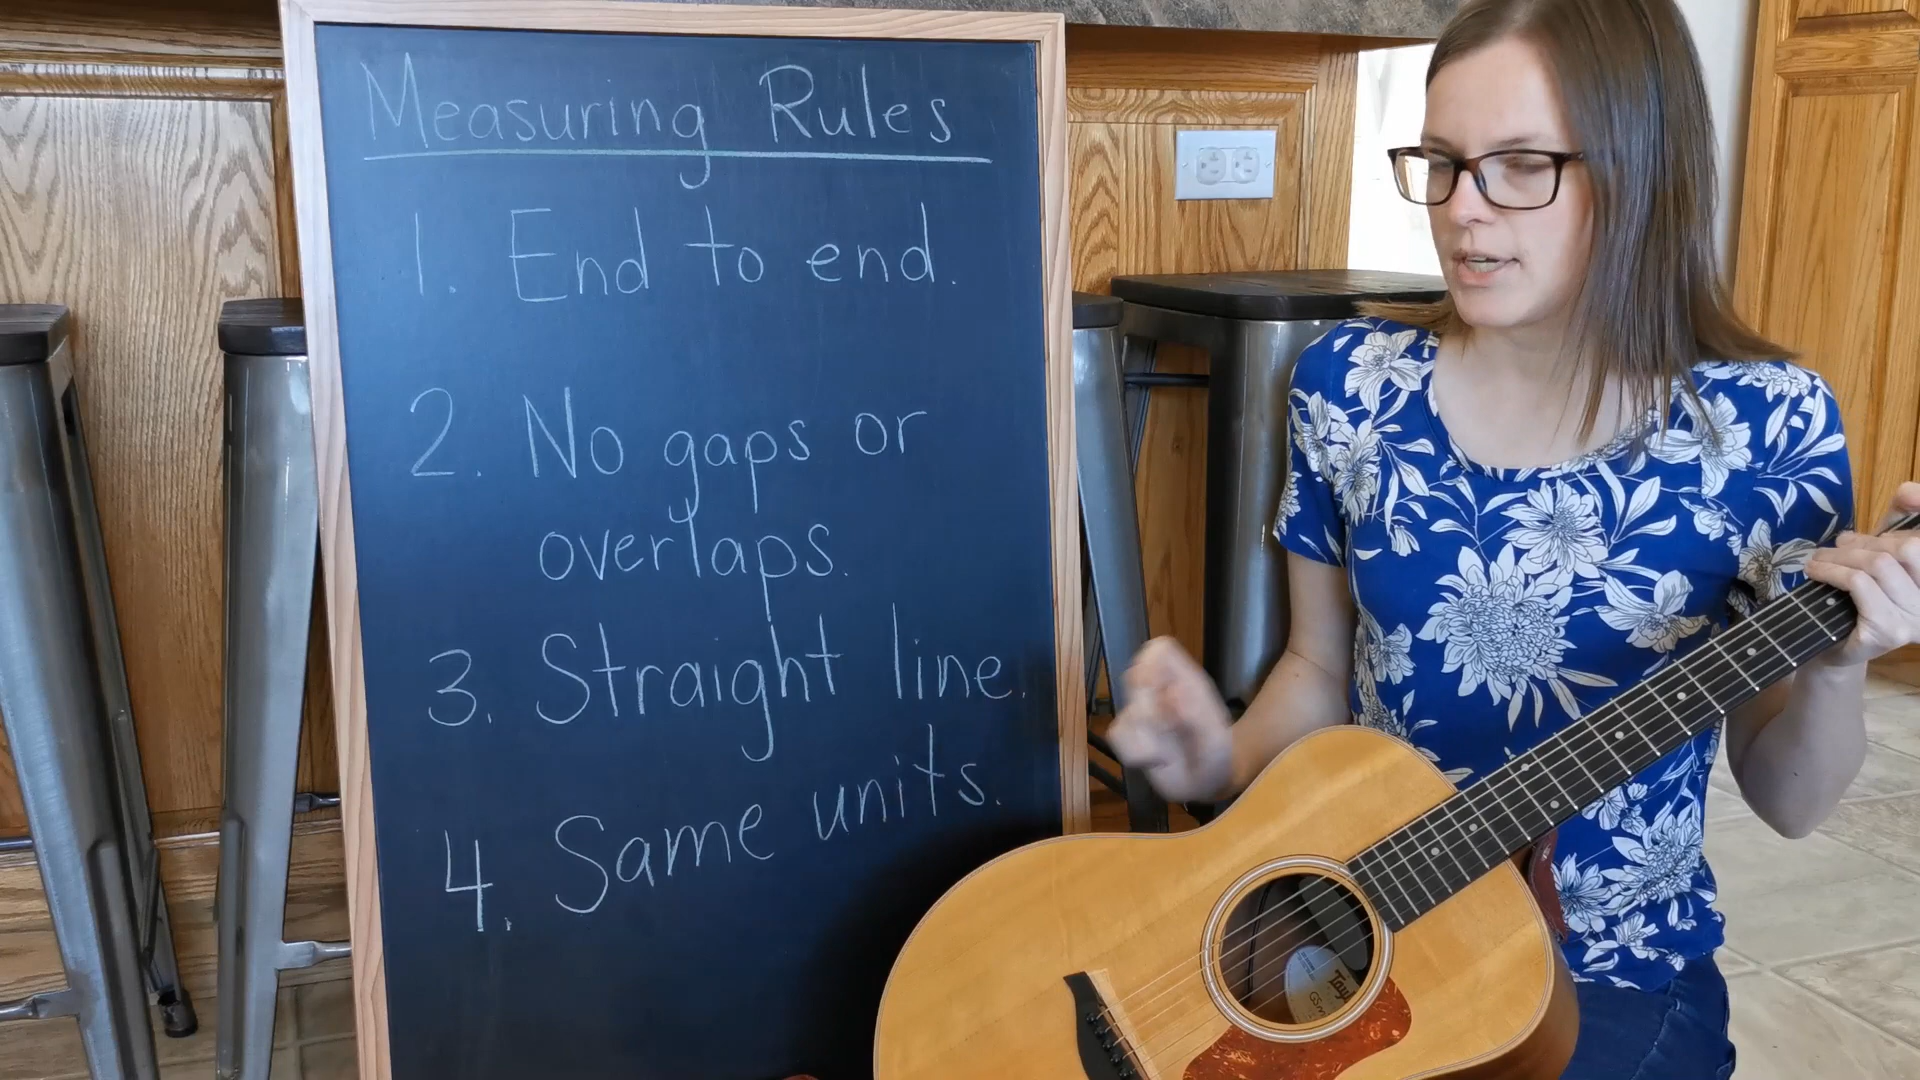 Measuring Rules
1. End to end.
2. No gaps or
overlaps.
3. Straight line.
4. Same units.